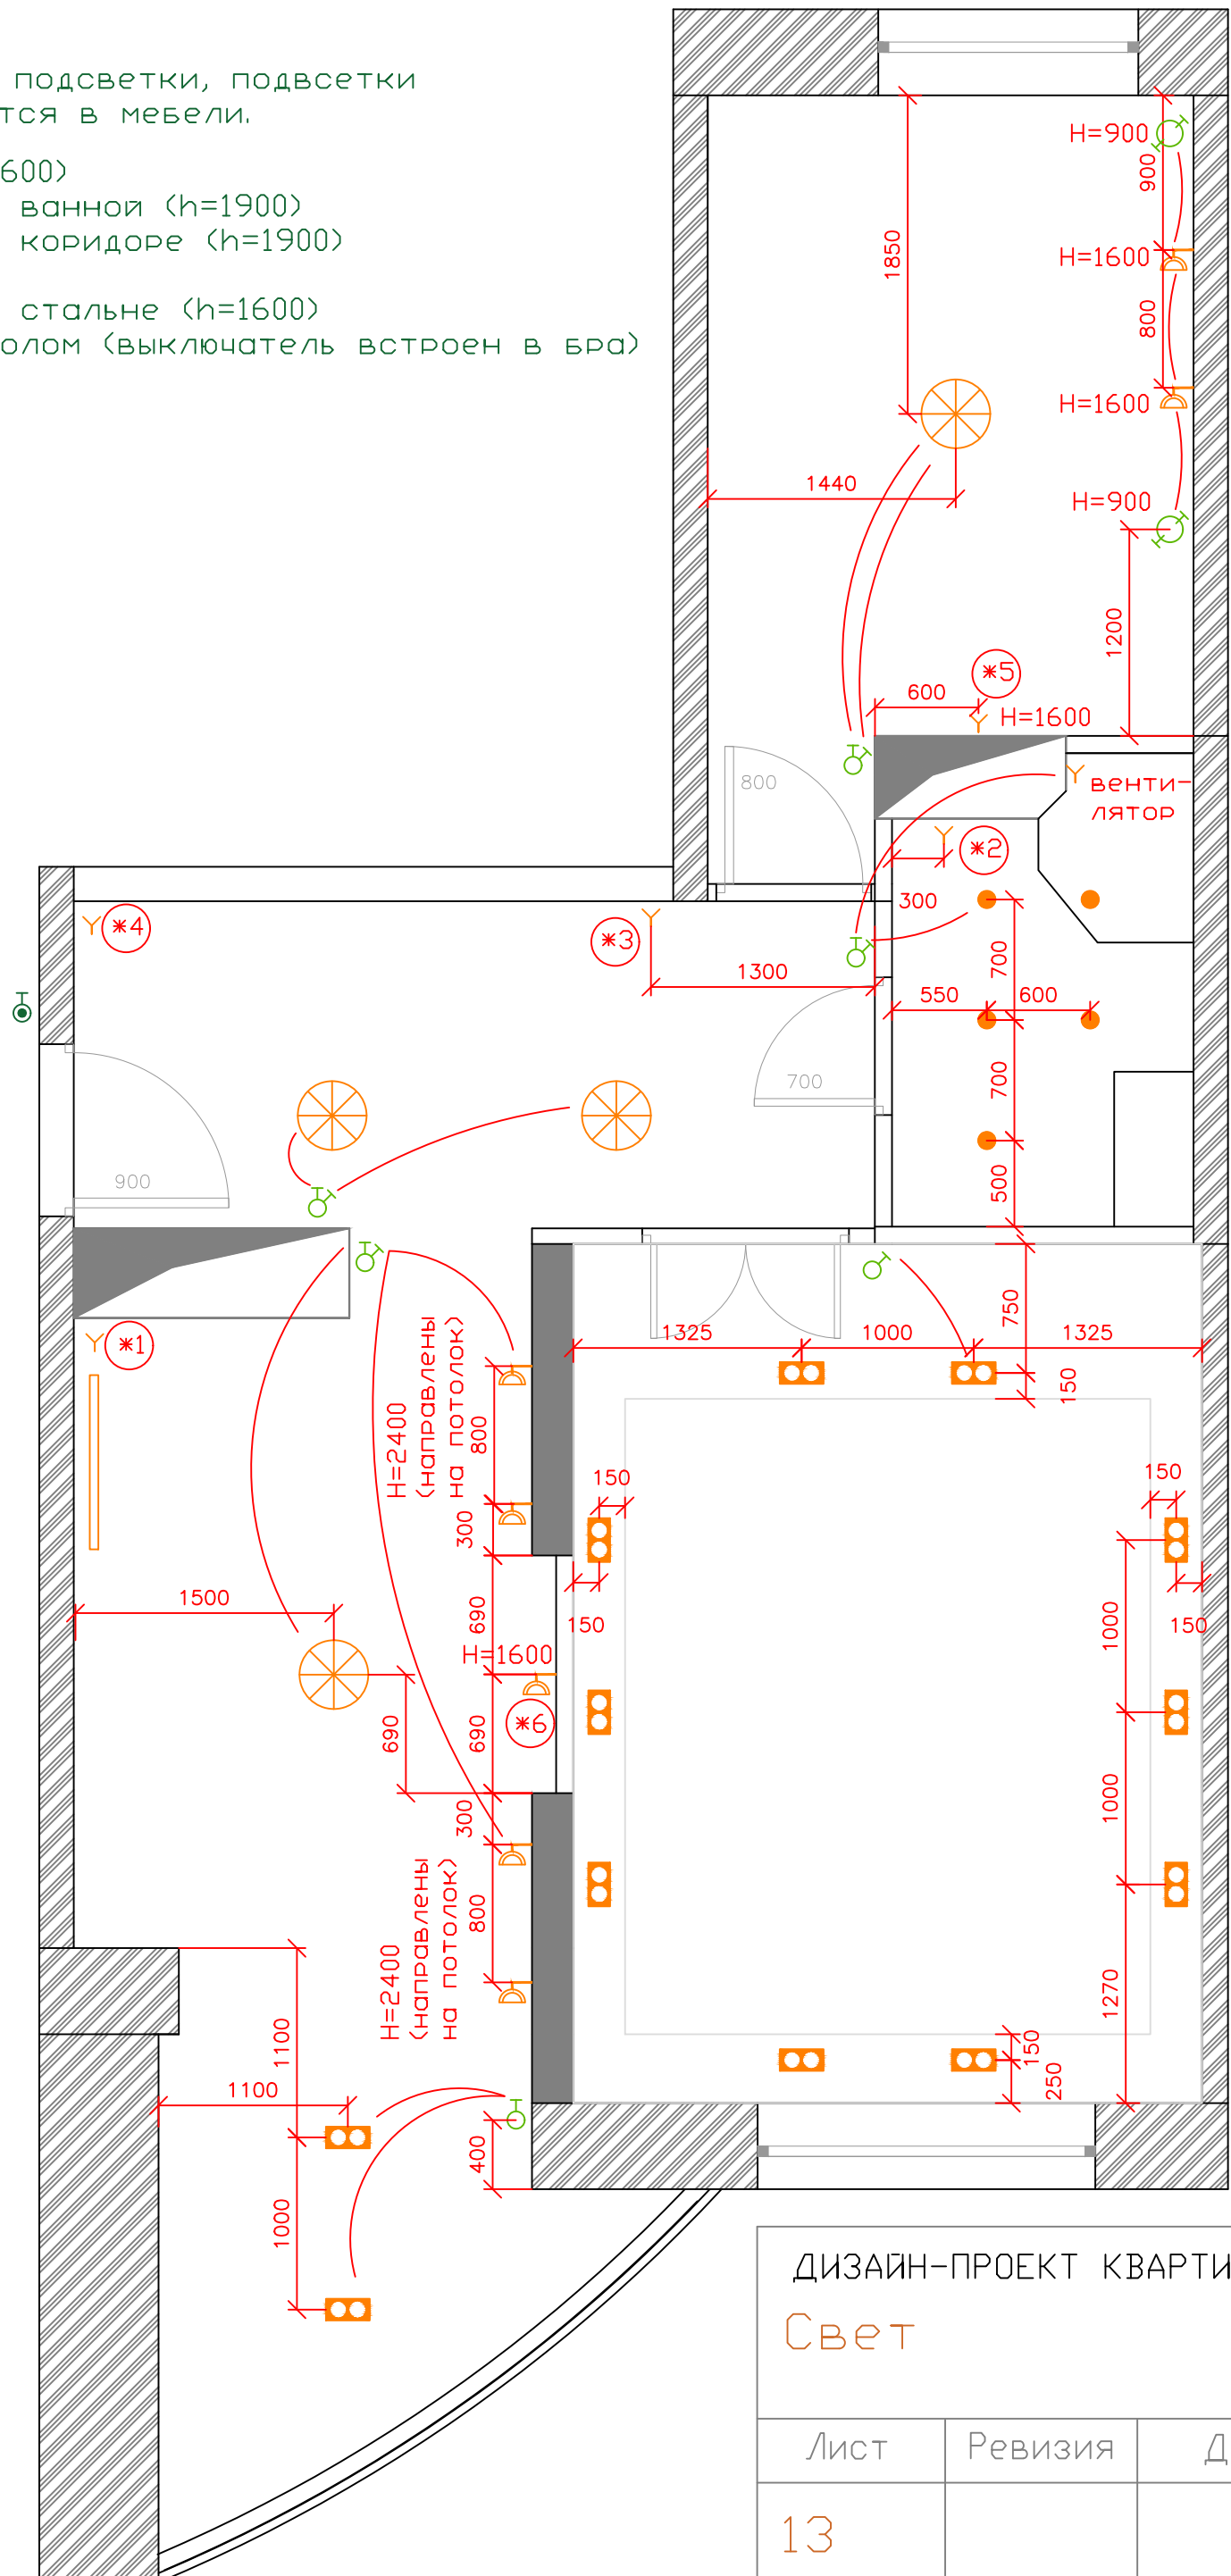 подсветки, подвсетки
тся в мебели.
600)
ванной (h=1900)
коридоре (h=1900)
стальне (h=1600)
олом (выключатель встроен в бра)
H=900
900
1850
H=1600
800
H=1600
1440
H=900
1200
*5
600
H=1600
800
венти-
лятор
*2
300
*4
*3
1300
700
550
600
700
700
900
500
*1
1325
1000
1325
750
150
H=2400
(направлены
на потолок)
800
300
150
150
150
150
1500
690
H=1600
1000
*6
690
690
300
1000
H=2400
(направлены
на потолок)
800
1270
1100
1100
150
250
400
1000
ДИЗАЙН-ПРОЕКТ КВАРТИ
Свет
Лист
Ревизия
Д
13